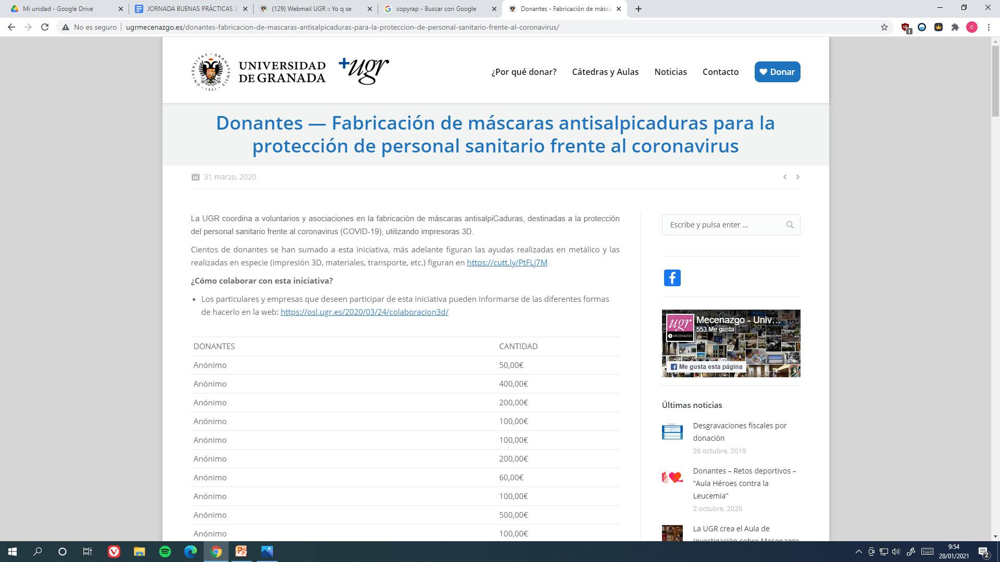 Mi unidad - Google Drive
JORNADA BUENAS PRÁCTICAS 2
(129) Webmail UGR :: Yo q se
copyrap - Buscar con Google
Donantes - Fabricación de másca
No es seguro
ugrmecenazgo.es/donantes-fabricacion-de-mascaras-antisalpicaduras-para-la-proteccion-de-personal-sanitario-frente-al-coronavirus/
1
c
UNIVERSITAS GRANATENSIS
1531
UNIVERSIDAD
DE GRANADA
+ugr
¿Por qué donar?
Cátedras y Aulas
Noticias
Contacto
Donar
Donantes — Fabricación de máscaras antisalpicaduras para la
protección de personal sanitario frente al coronavirus
31 marzo, 2020
La UGR coordina a voluntarios y asociaciones en la fabricación de máscaras antisalpiCaduras, destinadas a la protección
del personal sanitario frente al coronavirus (COVID-19), utilizando impresoras 3D.
Cientos de donantes se han sumado a esta iniciativa, más adelante figuran las ayudas realizadas en metálico y las
realizadas en especie (impresión 3D, materiales, transporte, etc.) figuran en https://cutt.ly/PtFLj7M
¿Cómo colaborar con esta iniciativa?
• Los particulares y empresas que deseen participar de esta iniciativa pueden informarse de las diferentes formas
de hacerlo en la web: https://osl.ugr.es/2020/03/24/colaboracion3d/
DONANTES CANTIDAD
Anónimo 50,00€
Anónimo 400,00€
Anónimo 200,00€
Anónimo 100,00€
Anónimo 100,00€
Anónimo 200,00€
Anónimo 60,00€
Anónimo 100,00€
Anónimo 500,00€
Anónimo 100,00€
Escribe y pulsa enter ...
ugr
MECENAZGO
Mecenazgo - Univ...
553 Me gusta
Me gusta esta página
Últimas noticias
Desgravaciones fiscales por
donación
26 octubre, 2019
Donantes – Retos deportivos –
“Aula Héroes contra la
Leucemia”
2 octubre, 2020
La UGR crea el Aula de
Investigación sobre Mecenazgo
9:54
28/01/2021
2